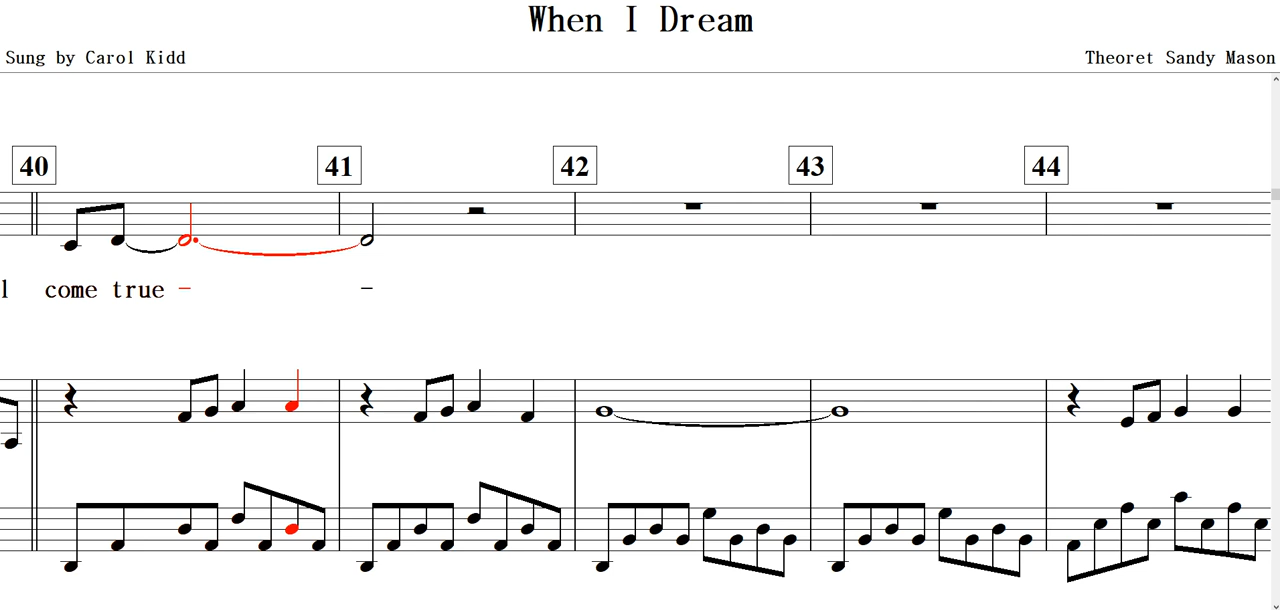 When I Dream
Sung by Carol Kidd
Theoret Sandy Mason
40 41 42 43 44
l come true - -